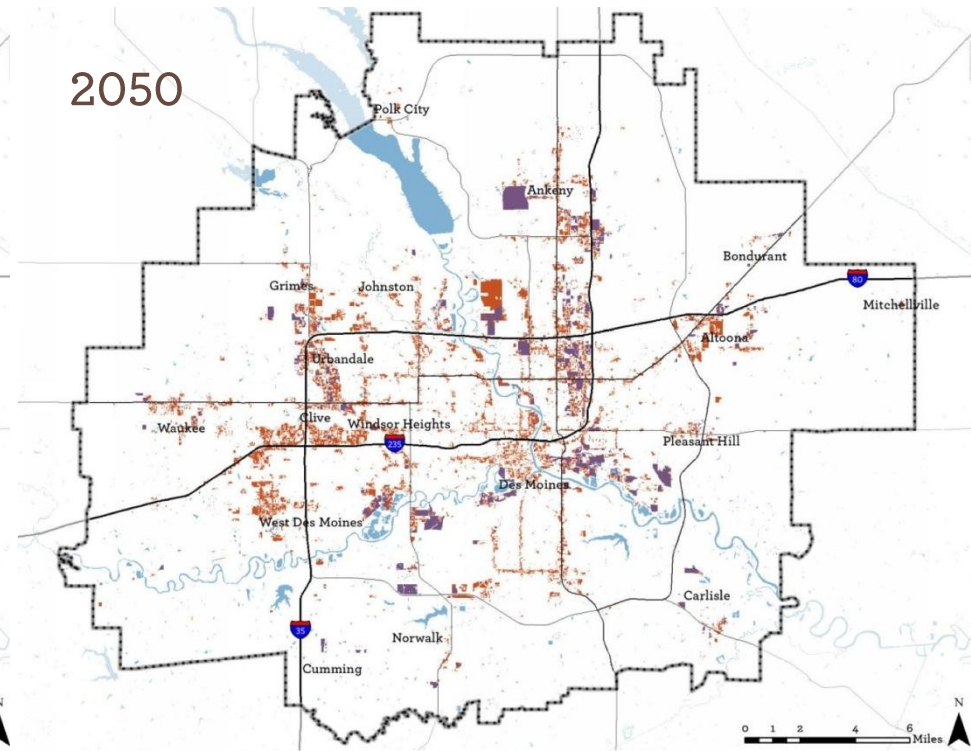 2050
Polk City
Ankeny
Bondurant
80
Mitchellville
Grimes
Johnston
Altoona
Urbandale
Clive
Windsor Heights
Waukee
235
Pleasant Hill
Des Moines
West Des Moines
Carlisle
35
Norwalk
Cumming
N
N
0 1 2 4 6
Miles